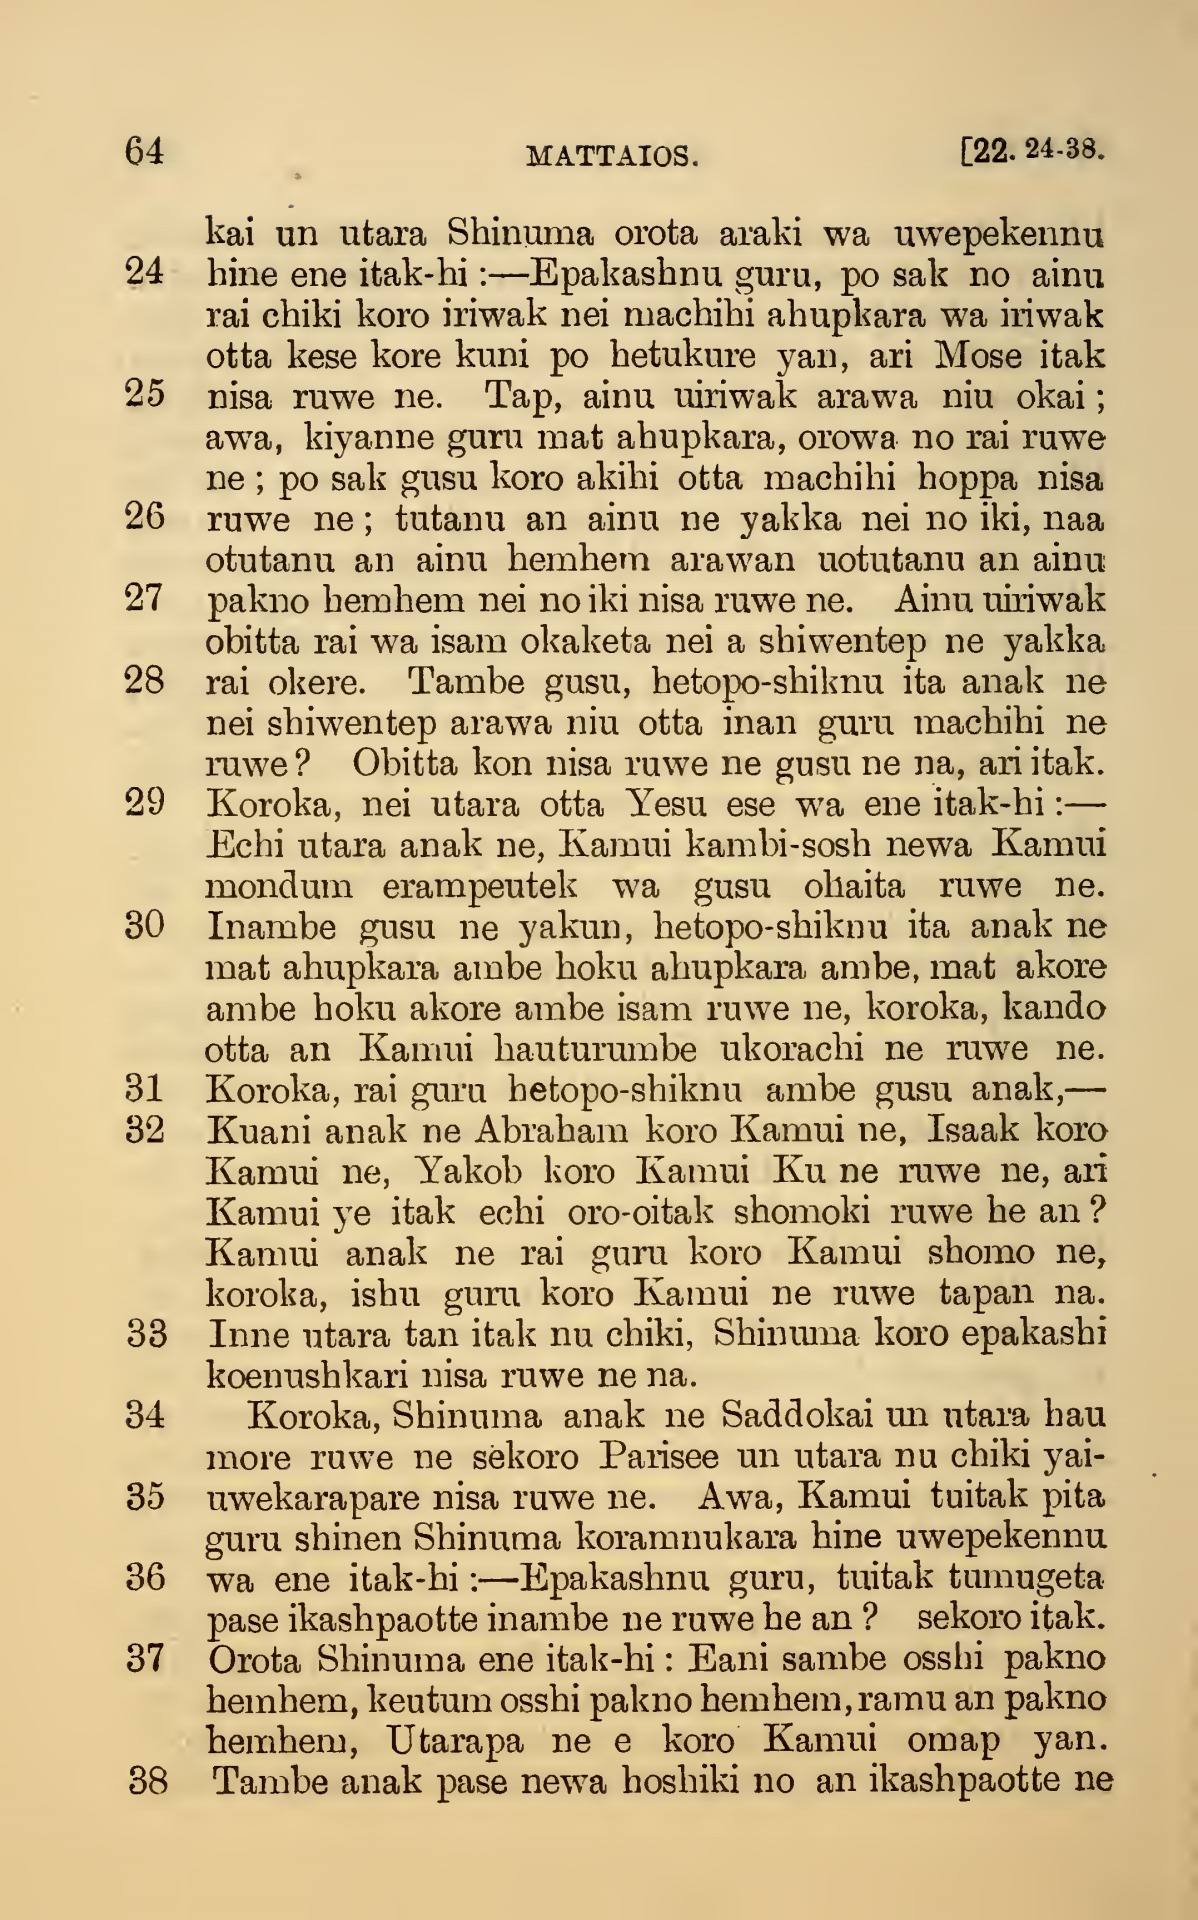 64 MATTAIOS. [22. 24-38.
kai un utara Shinuma orota araki wa uwepekennu
24 hine ene itak-hi :—Epakashnu guru, po sak no ainu
rai chiki koro iriwak nei machihi ahupkara wa iriwak
otta kese kore kuni po hetukure yan, ari Mose itak
25 nisa ruwe ne. Tap, ainu uiriwak arawa niu okai ;
awa, kiyanne guru mat ahupkara, orowa no rai ruwe
ne ; po sak gusu koro akihi otta machihi hoppa nisa
26 ruwe ne ; tutanu an ainu ne yakka nei no iki, naa
otutanu an ainu hemhem arawan uotutanu an ainu
27 pakno hemhem nei no iki nisa ruwe ne. Ainu uiriwak
obitta rai wa isam okaketa nei a shiwentep ne yakka
28 rai okere. Tambe gusu, hetopo-shiknu ita anak ne
nei shiwentep arawa niu otta inan guru machihi ne
ruwe ? Obitta kon nisa ruwe ne gusu ne na, ari itak.
29 Koroka, nei utara otta Yesu ese wa ene itak-hi :—
Echi utara anak ne, Kamui kambi-sosh newa Kamui
mondum erampeutek wa gusu ohaita ruwe ne.
30 Inambe gusu ne yakun, hetopo-shiknu ita anak ne
mat ahupkara ambe hoku ahupkara ambe, mat akore
ambe hoku akore ambe isam ruwe ne, koroka, kando
otta an Kamui hauturumbe ukorachi ne ruwe ne.
31 Koroka, rai guru hetopo-shiknu ambe gusu anak,—
32 Kuani anak ne Abraham koro Kamui ne, Isaak koro
Kamui ne, Yakob koro Kamui Ku ne ruwe ne, ari
Kamui ye itak echi oro-oitak shomoki ruwe he an ?
Kamui anak ne rai guru koro Kamui shomo ne,
koroka, ishu guru koro Kamui ne ruwe tapan na.
33 Inne utara tan itak nu chiki, Shinuma koro epakashi
koenushkari nisa ruwe ne na.
34 Koroka, Shinuma anak ne Saddokai un utara hau
more ruwe ne sekoro Parisee un utara nu chiki yai-
35 uwekarapare nisa ruwe ne. Awa, Kamui tuitak pita
guru shinen Shinuma koramnukara hine uwepekennu
36 wa ene itak-hi :—Epakashnu guru, tuitak tumugeta
pase ikashpaotte inambe ne ruwe he an ? sekoro itak.
37 Orota Shinuma ene itak-hi : Eani sambe osshi pakno
hemhem, keutum osshi pakno hemhem, ramu an pakno
hemhem, Utarapa ne e koro Kamui omap yan.
38 Tambe anak pase newa hoshiki no an ikashpaotte ne